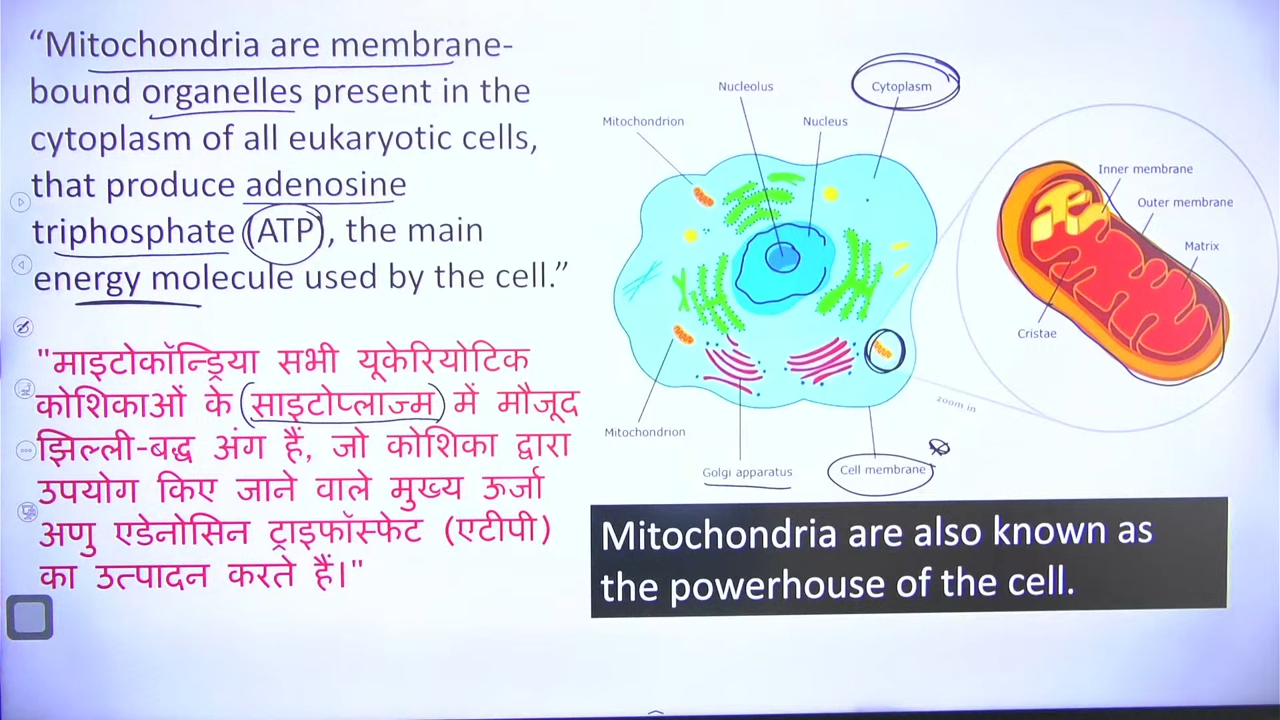 “Mitochondria are membrane-
bound organelles present in the
cytoplasm of all eukaryotic cells,
that produce adenosine
triphosphate (ATP), the main
energy molecule used by the cell.”
"माइटोकॉन्ड्रिया सभी यूकेरियोटिक
कोशिकाओं के साइटोप्लाज्म में मौजूद
झिल्ली-बद्ध अंग हैं, जो कोशिका द्वारा
उपयोग किए जाने वाले मुख्य ऊर्जा
अणु एडेनोसिन ट्राइफॉस्फेट (एटीपी)
का उत्पादन करते हैं।"
Nucleolus
Cytoplasm
Mitochondrion
Nucleus
Inner membrane
Outer membrane
Matrix
Cristae
zoom in
Mitochondrion
Golgi apparatus
Cell membrane
Mitochondria are also known as
the powerhouse of the cell.